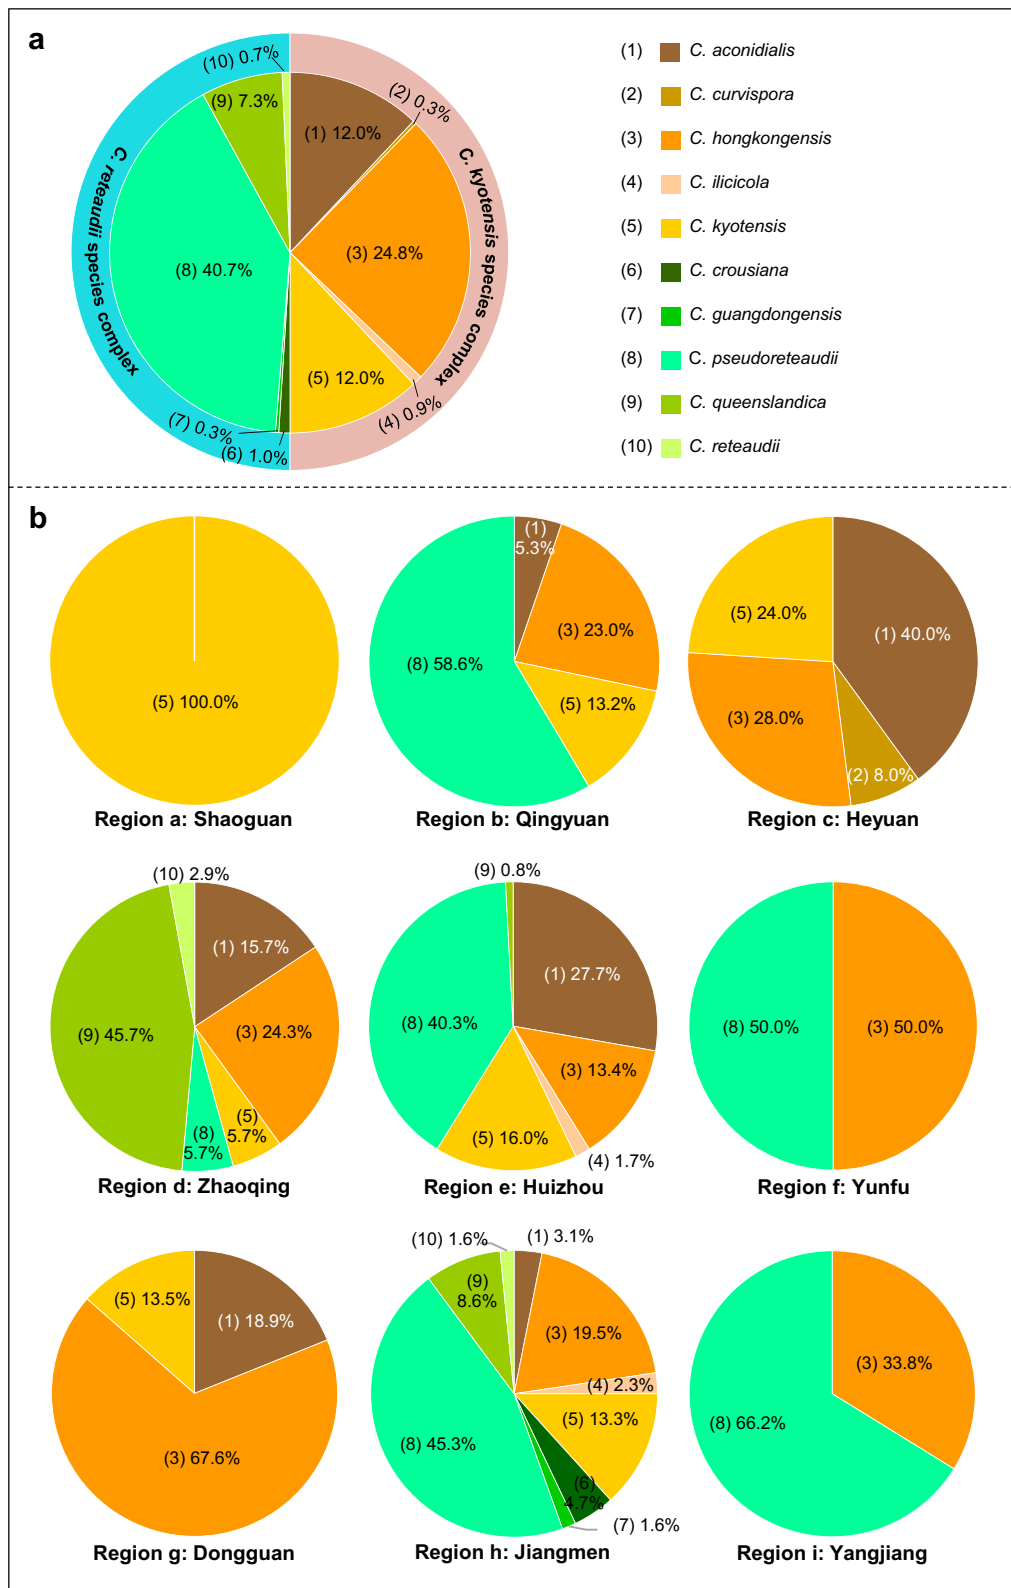 a
(10) 0.7%
(9) 7.3%
(1) 12.0%
(2) 0.3%
(3) 24.8%
(8) 40.7%
(5) 12.0%
(4) 0.9%
(7) 0.3%
(6) 1.0%
C. reteaudii species complex
C. kyotensis species complex
(1) C. aconidialis
(2) C. curvispora
(3) C. hongkongensis
(4) C. ilicicola
(5) C. kyotensis
(6) C. crousiana
(7) C. guangdongensis
(8) C. pseudoreteaudii
(9) C. queenslandica
(10) C. reteaudii
b
(5) 100.0%
Region a: Shaoguan
(1)
5.3%
(3) 23.0%
(8) 58.6%
(5) 13.2%
Region b: Qingyuan
(5) 24.0%
(1) 40.0%
(3) 28.0%
(2) 8.0%
Region c: Heyuan
(10) 2.9%
(1) 15.7%
(9) 45.7%
(3) 24.3%
(5)
5.7%
(8)
5.7%
Region d: Zhaoqing
(9) 0.8%
(1) 27.7%
(8) 40.3%
(3) 13.4%
(5) 16.0%
(4) 1.7%
Region e: Huizhou
(8) 50.0%
(3) 50.0%
Region f: Yunfu
(5) 13.5%
(1) 18.9%
(3) 67.6%
Region g: Dongguan
(10) 1.6%
(1) 3.1%
(9)
8.6%
(3) 19.5%
(4) 2.3%
(5) 13.3%
(8) 45.3%
(6)
4.7%
(7) 1.6%
Region h: Jiangmen
(3) 33.8%
(8) 66.2%
Region i: Yangjiang